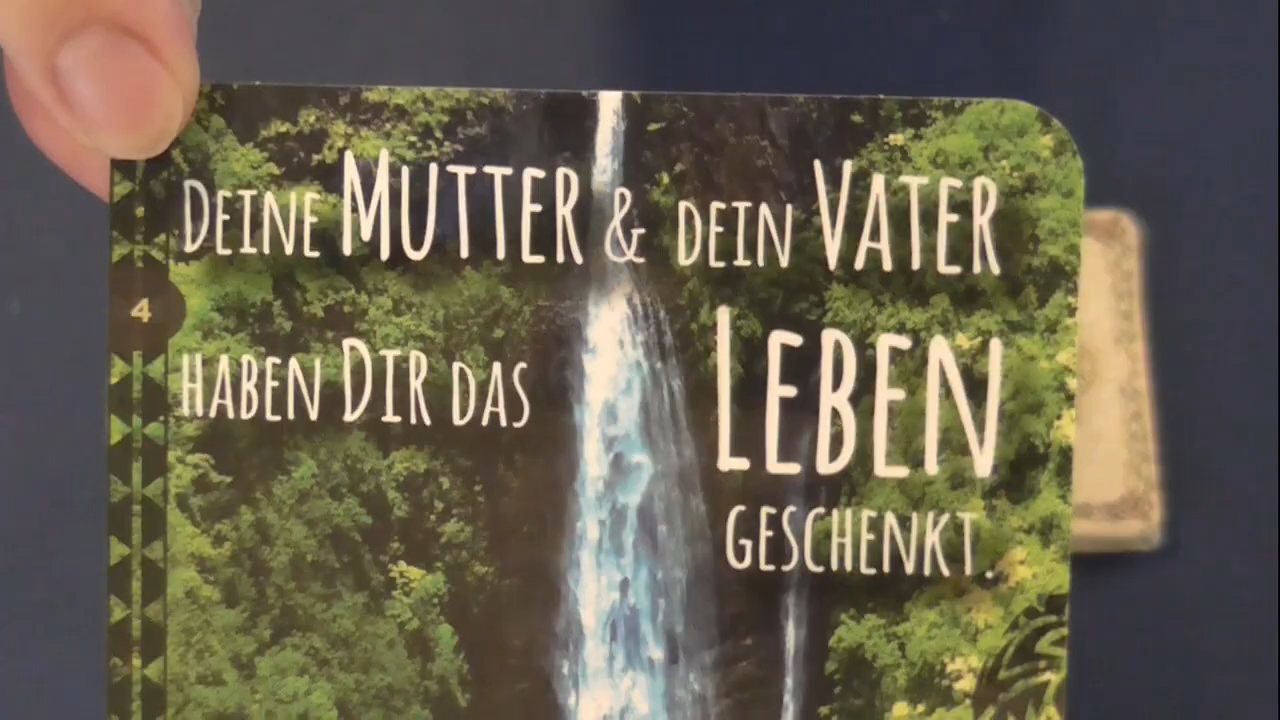 DEINE MUTTER & DEIN VATER
4
HABEN DIR DAS LEBEN
GESCHENKT.